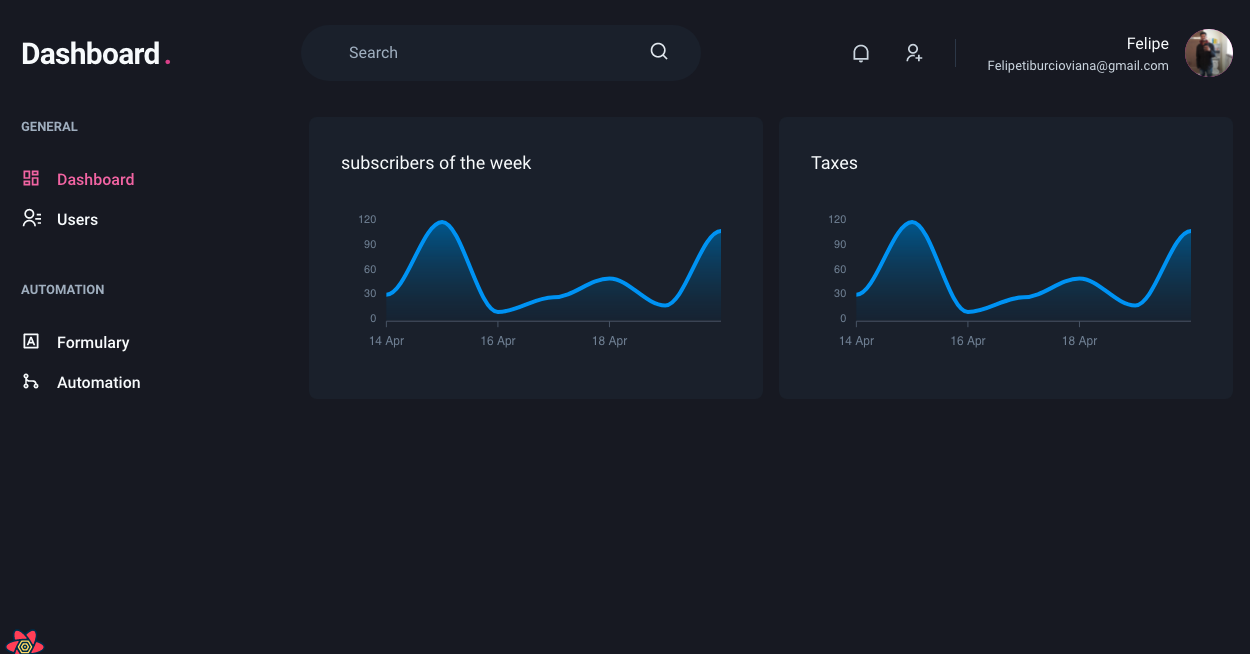 Dashboard.
Search
Felipe
Felipetiburcioviana@gmail.com
GENERAL
Dashboard
Users
AUTOMATION
Formulary
Automation
subscribers of the week
120
90
60
30
0
14 Apr 16 Apr 18 Apr
Taxes
120
90
60
30
0
14 Apr 16 Apr 18 Apr